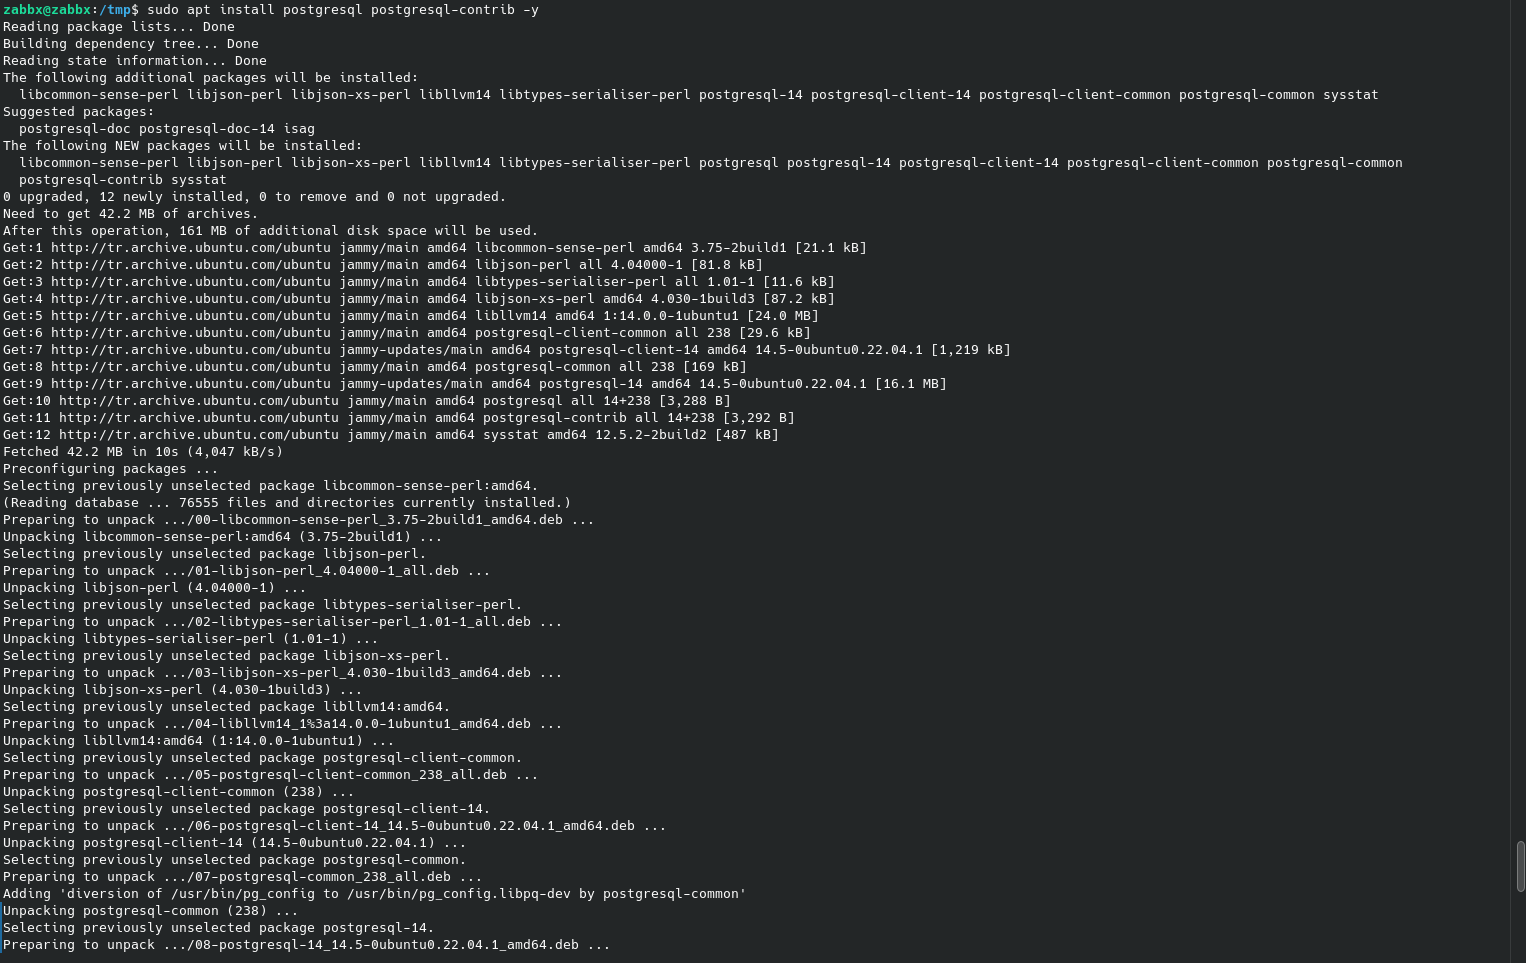 zabbx@zabbx:/tmp$ sudo apt install postgresql postgresql-contrib -y
Reading package lists... Done
Building dependency tree... Done
Reading state information... Done
The following additional packages will be installed:
  libcommon-sense-perl libjson-perl libjson-xs-perl libllvm14 libtypes-serialiser-perl postgresql-14 postgresql-client-14 postgresql-client-common postgresql-common sysstat
Suggested packages:
  postgresql-doc postgresql-doc-14 isag
The following NEW packages will be installed:
  libcommon-sense-perl libjson-perl libjson-xs-perl libllvm14 libtypes-serialiser-perl postgresql postgresql-14 postgresql-client-14 postgresql-client-common postgresql-common
  postgresql-contrib sysstat
0 upgraded, 12 newly installed, 0 to remove and 0 not upgraded.
Need to get 42.2 MB of archives.
After this operation, 161 MB of additional disk space will be used.
Get:1 http://tr.archive.ubuntu.com/ubuntu jammy/main amd64 libcommon-sense-perl amd64 3.75-2build1 [21.1 kB]
Get:2 http://tr.archive.ubuntu.com/ubuntu jammy/main amd64 libjson-perl all 4.04000-1 [81.8 kB]
Get:3 http://tr.archive.ubuntu.com/ubuntu jammy/main amd64 libtypes-serialiser-perl all 1.01-1 [11.6 kB]
Get:4 http://tr.archive.ubuntu.com/ubuntu jammy/main amd64 libjson-xs-perl amd64 4.030-1build3 [87.2 kB]
Get:5 http://tr.archive.ubuntu.com/ubuntu jammy/main amd64 libllvm14 amd64 1:14.0.0-1ubuntu1 [24.0 MB]
Get:6 http://tr.archive.ubuntu.com/ubuntu jammy/main amd64 postgresql-client-common all 238 [29.6 kB]
Get:7 http://tr.archive.ubuntu.com/ubuntu jammy-updates/main amd64 postgresql-client-14 amd64 14.5-0ubuntu0.22.04.1 [1,219 kB]
Get:8 http://tr.archive.ubuntu.com/ubuntu jammy/main amd64 postgresql-common all 238 [169 kB]
Get:9 http://tr.archive.ubuntu.com/ubuntu jammy-updates/main amd64 postgresql-14 amd64 14.5-0ubuntu0.22.04.1 [16.1 MB]
Get:10 http://tr.archive.ubuntu.com/ubuntu jammy/main amd64 postgresql all 14+238 [3,288 B]
Get:11 http://tr.archive.ubuntu.com/ubuntu jammy/main amd64 postgresql-contrib all 14+238 [3,292 B]
Get:12 http://tr.archive.ubuntu.com/ubuntu jammy/main amd64 sysstat amd64 12.5.2-2build2 [487 kB]
Fetched 42.2 MB in 10s (4,047 kB/s)
Preconfiguring packages ...
Selecting previously unselected package libcommon-sense-perl:amd64.
(Reading database ... 76555 files and directories currently installed.)
Preparing to unpack .../00-libcommon-sense-perl_3.75-2build1_amd64.deb ...
Unpacking libcommon-sense-perl:amd64 (3.75-2build1) ...
Selecting previously unselected package libjson-perl.
Preparing to unpack .../01-libjson-perl_4.04000-1_all.deb ...
Unpacking libjson-perl (4.04000-1) ...
Selecting previously unselected package libtypes-serialiser-perl.
Preparing to unpack .../02-libtypes-serialiser-perl_1.01-1_all.deb ...
Unpacking libtypes-serialiser-perl (1.01-1) ...
Selecting previously unselected package libjson-xs-perl.
Preparing to unpack .../03-libjson-xs-perl_4.030-1build3_amd64.deb ...
Unpacking libjson-xs-perl (4.030-1build3) ...
Selecting previously unselected package libllvm14:amd64.
Preparing to unpack .../04-libllvm14_1%3a14.0.0-1ubuntu1_amd64.deb ...
Unpacking libllvm14:amd64 (1:14.0.0-1ubuntu1) ...
Selecting previously unselected package postgresql-client-common.
Preparing to unpack .../05-postgresql-client-common_238_all.deb ...
Unpacking postgresql-client-common (238) ...
Selecting previously unselected package postgresql-client-14.
Preparing to unpack .../06-postgresql-client-14_14.5-0ubuntu0.22.04.1_amd64.deb ...
Unpacking postgresql-client-14 (14.5-0ubuntu0.22.04.1) ...
Selecting previously unselected package postgresql-common.
Preparing to unpack .../07-postgresql-common_238_all.deb ...
Adding 'diversion of /usr/bin/pg_config to /usr/bin/pg_config.libpq-dev by postgresql-common'
Unpacking postgresql-common (238) ...
Selecting previously unselected package postgresql-14.
Preparing to unpack .../08-postgresql-14_14.5-0ubuntu0.22.04.1_amd64.deb ...